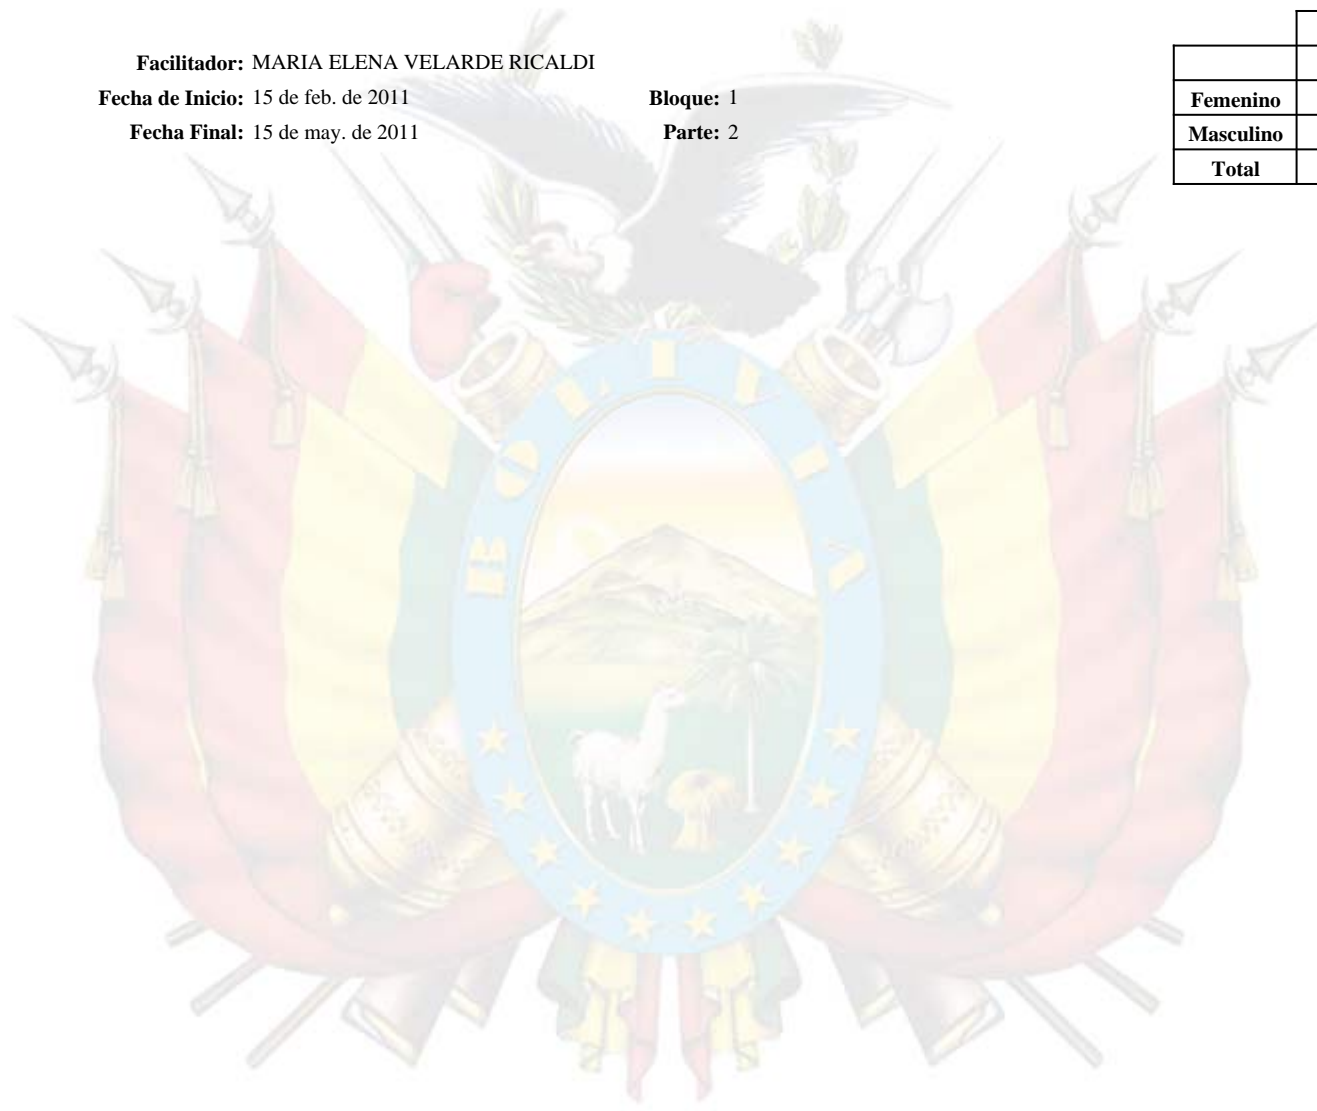 Facilitador: MARIA ELENA VELARDE RICALDI
Fecha de Inicio: 15 de feb. de 2011 Bloque: 1
Fecha Final: 15 de may. de 2011 Parte: 2
Femenino
Masculino
Total
BOLIVIA